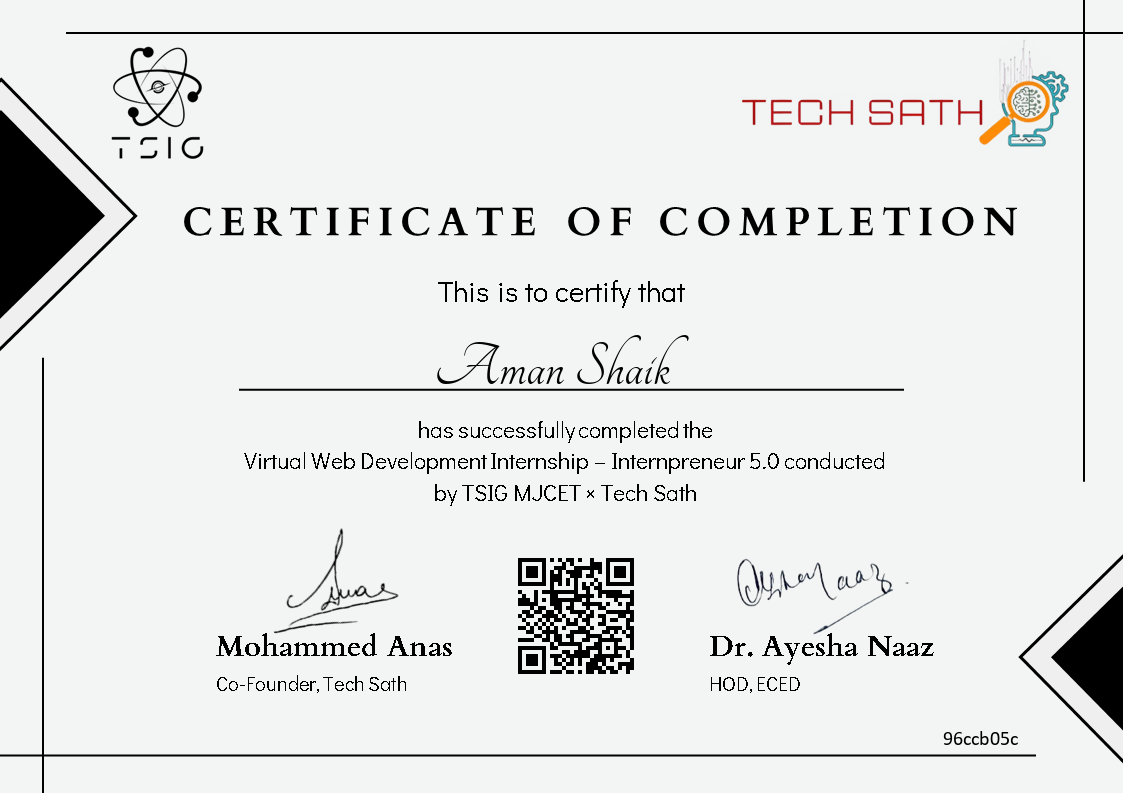 TSIG
TECH SATH
CERTIFICATE OF COMPLETION
This is to certify that
Aman Shaik
has successfully completed the
Virtual Web Development Internship – Internpreneur 5.0 conducted
by TSIG MJCET × Tech Sath
Anas
Mohammed Anas
Co-Founder, Tech Sath
Ayesha Naaz
Dr. Ayesha Naaz
HOD, ECED
96ccb05c